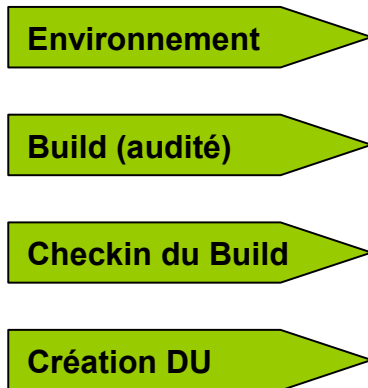 Environnement
Build (audité)
Checkin du Build
Création DU